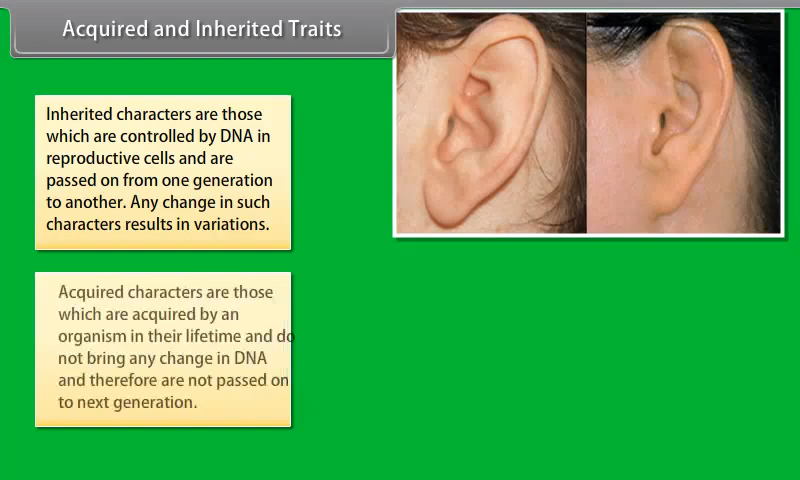 Acquired and Inherited Traits
Inherited characters are those
which are controlled by DNA in
reproductive cells and are
passed on from one generation
to another. Any change in such
characters results in variations.
Acquired characters are those
which are acquired by an
organism in their lifetime and do
not bring any change in DNA
and therefore are not passed on
to next generation.